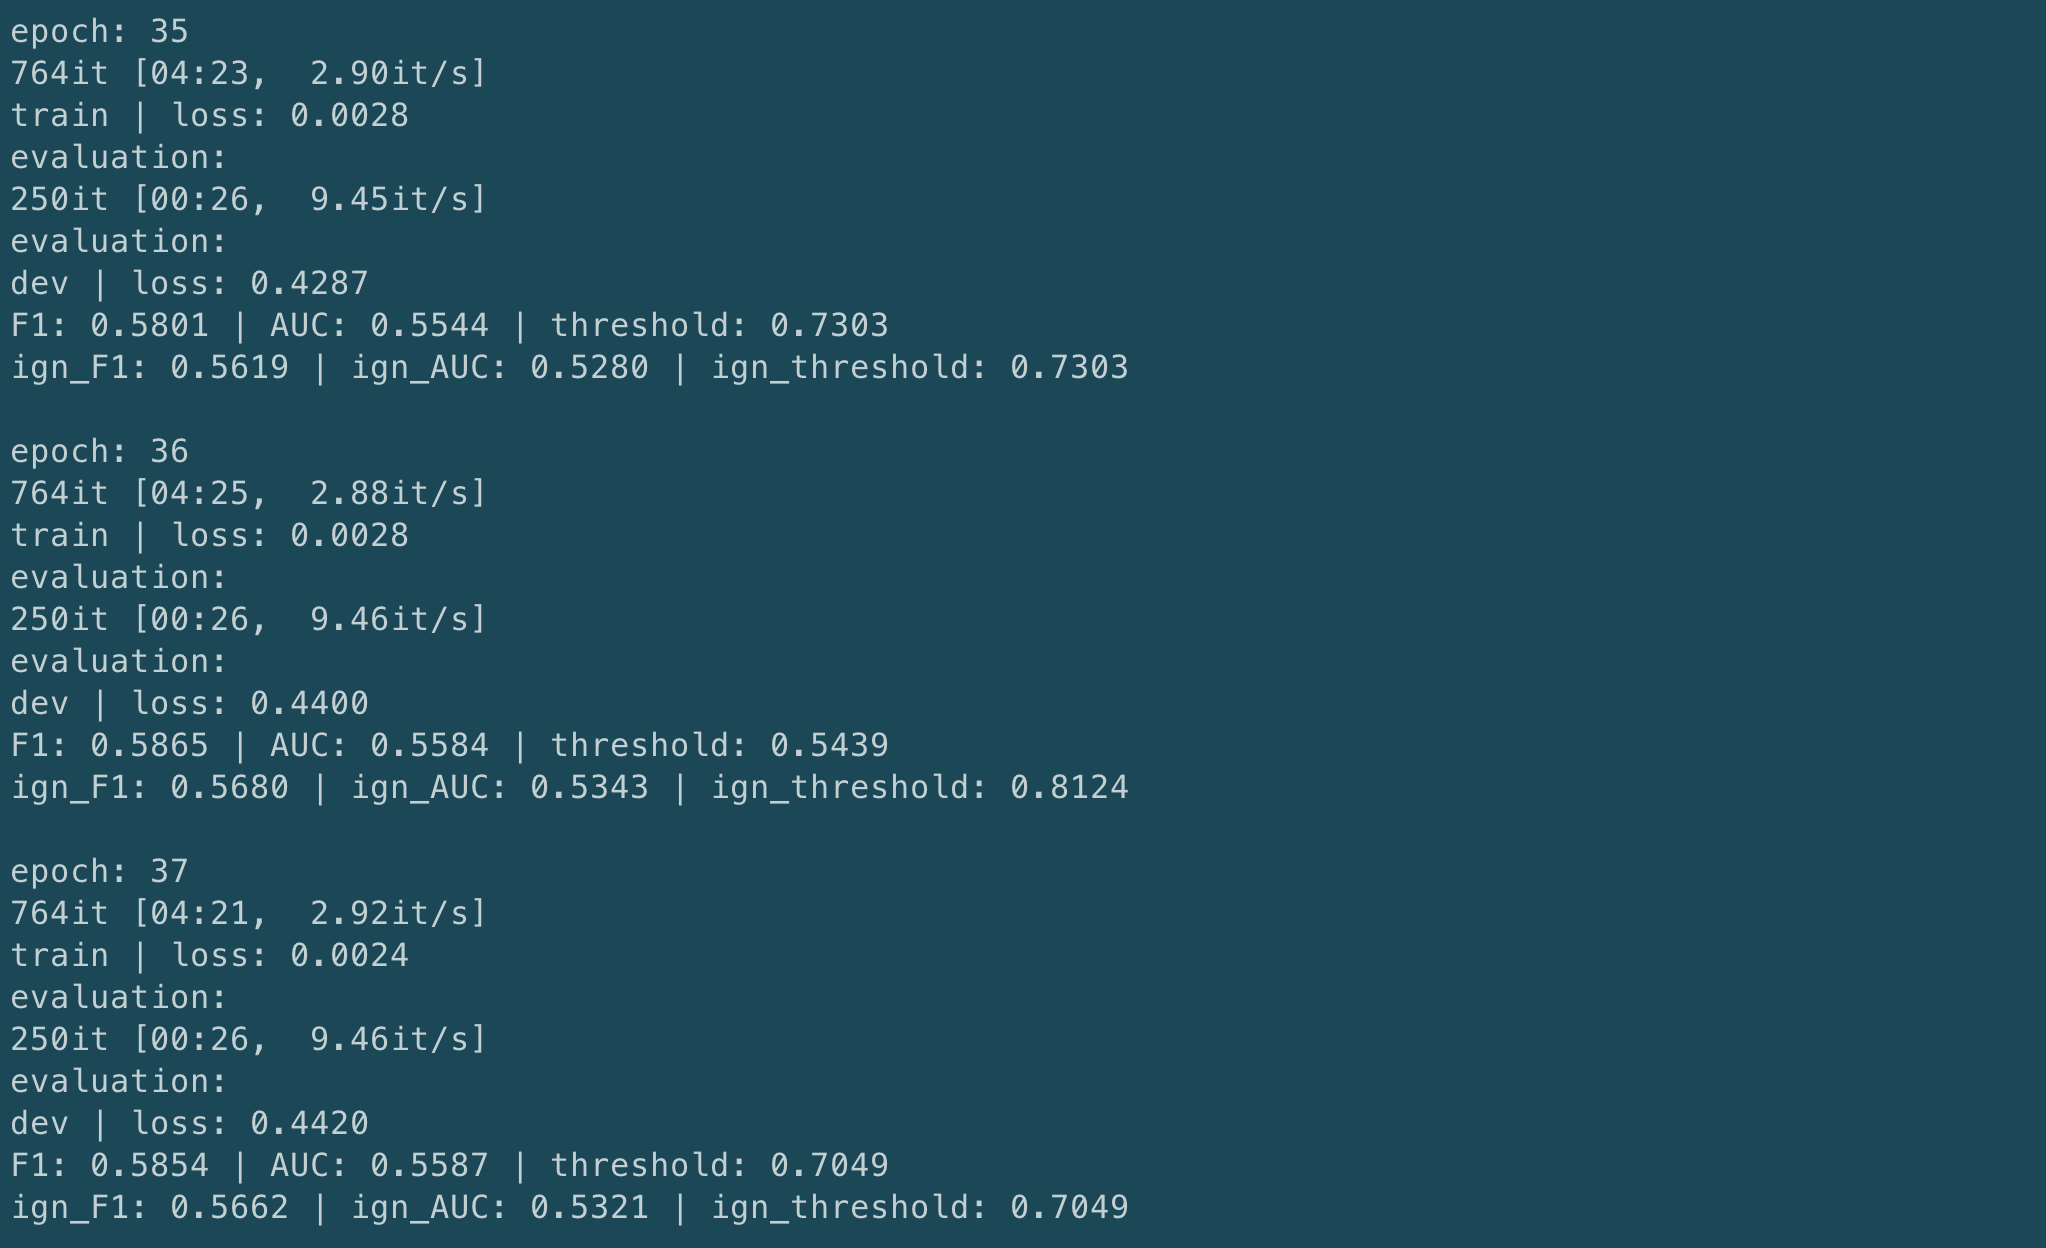 epoch: 35
764it [04:23,  2.90it/s]
train | loss: 0.0028
evaluation:
250it [00:26,  9.45it/s]
evaluation:
dev | loss: 0.4287
F1: 0.5801 | AUC: 0.5544 | threshold: 0.7303
ign_F1: 0.5619 | ign_AUC: 0.5280 | ign_threshold: 0.7303

epoch: 36
764it [04:25,  2.88it/s]
train | loss: 0.0028
evaluation:
250it [00:26,  9.46it/s]
evaluation:
dev | loss: 0.4400
F1: 0.5865 | AUC: 0.5584 | threshold: 0.5439
ign_F1: 0.5680 | ign_AUC: 0.5343 | ign_threshold: 0.8124

epoch: 37
764it [04:21,  2.92it/s]
train | loss: 0.0024
evaluation:
250it [00:26,  9.46it/s]
evaluation:
dev | loss: 0.4420
F1: 0.5854 | AUC: 0.5587 | threshold: 0.7049
ign_F1: 0.5662 | ign_AUC: 0.5321 | ign_threshold: 0.7049